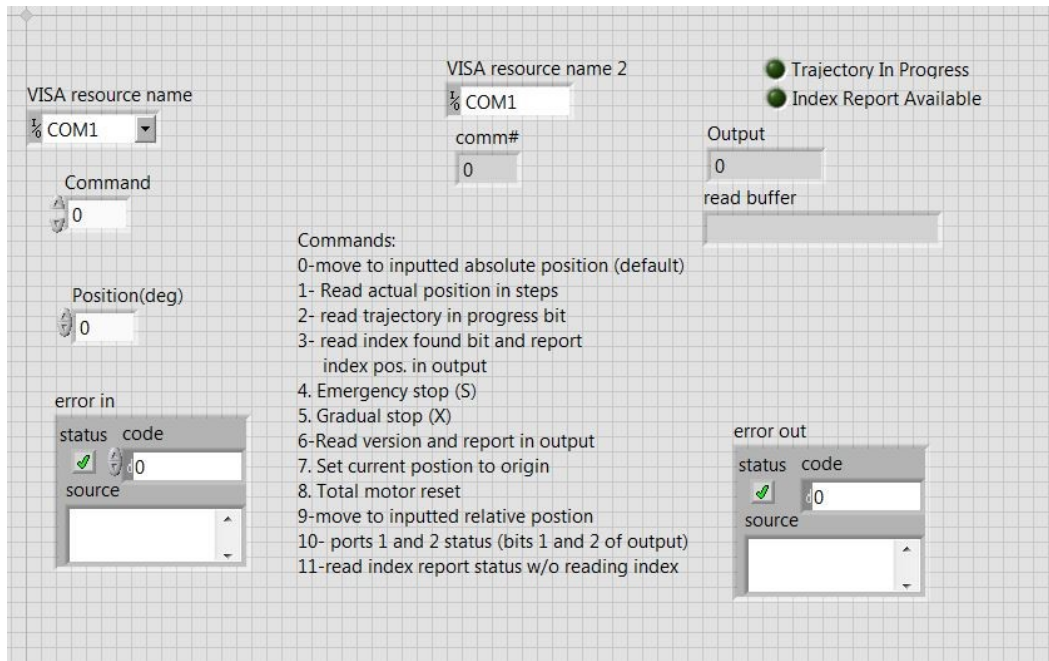 VISA resource name
COM1
Command
0
Position(deg)
0
error in
status code
0
source
VISA resource name 2
COM1
comm#
0
Trajectory In Progress
Index Report Available
Output
0
read buffer
Commands:
0-move to inputted absolute position (default)
1- Read actual position in steps
2- read trajectory in progress bit
3- read index found bit and report
index pos. in output
4. Emergency stop (S)
5. Gradual stop (X)
6-Read version and report in output
7. Set current postion to origin
8. Total motor reset
9-move to inputted relative postion
10- ports 1 and 2 status (bits 1 and 2 of output)
11-read index report status w/o reading index
error out
status code
d0
source